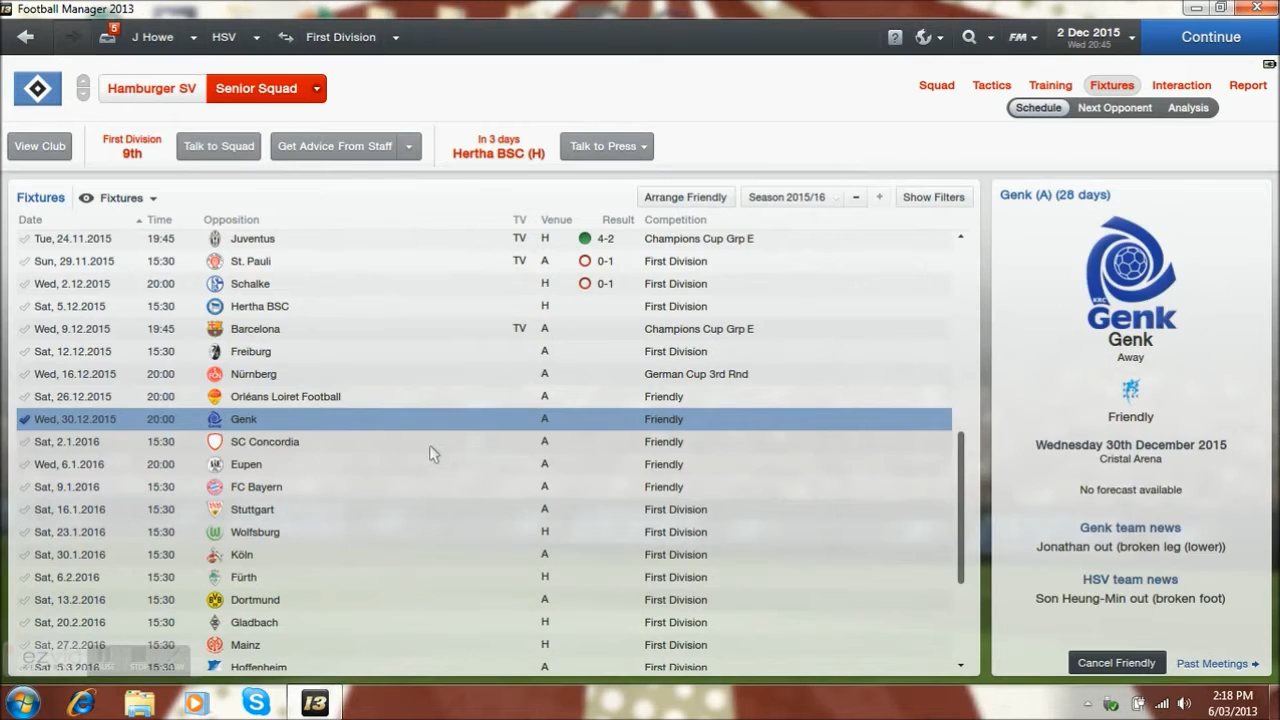 Football Manager 2013
5
J Howe HSV First Division ? FM 2 Dec 2015 Continue
Wed 20:45
Hamburger SV Senior Squad Squad Tactics Training Fixtures Interaction Report
Schedule Next Opponent Analysis
View Club First Division 9th Talk to Squad Get Advice From Staff In 3 days Hertha BSC (H) Talk to Press
Fixtures Fixtures Arrange Friendly Season 2015/16 - + Show Filters
Date Time Opposition TV Venue Result Competition
Tue, 24.11.2015 19:45 Juventus TV H 4-2 Champions Cup Grp E
Sun, 29.11.2015 15:30 St. Pauli TV A 0-1 First Division
Wed, 2.12.2015 20:00 Schalke H 0-1 First Division
Sat, 5.12.2015 15:30 Hertha BSC H First Division
Wed, 9.12.2015 19:45 Barcelona TV A Champions Cup Grp E
Sat, 12.12.2015 15:30 Freiburg A First Division
Wed, 16.12.2015 20:00 Nürnberg A German Cup 3rd Rnd
Sat, 26.12.2015 20:00 Orléans Loiret Football A Friendly
Wed, 30.12.2015 20:00 Genk A Friendly
Sat, 2.1.2016 15:30 SC Concordia A Friendly
Wed, 6.1.2016 20:00 Eupen A Friendly
Sat, 9.1.2016 15:30 FC Bayern A Friendly
Sat, 16.1.2016 15:30 Stuttgart A First Division
Sat, 23.1.2016 15:30 Wolfsburg H First Division
Sat, 30.1.2016 15:30 Köln A First Division
Sat, 6.2.2016 15:30 Fürth H First Division
Sat, 13.2.2016 15:30 Dortmund A First Division
Sat, 20.2.2016 15:30 Gladbach H First Division
Sat, 27.2.2016 15:30 Mainz H First Division
Sat, 5.3.2016 15:30 Hoffenheim A First Division
Genk (A) (28 days)
KRC
Genk
Genk
Away
Friendly
Wednesday 30th December 2015
Cristal Arena
No forecast available
Genk team news
Jonathan out (broken leg (lower))
HSV team news
Son Heung-Min out (broken foot)
Cancel Friendly Past Meetings
13
2:18 PM
6/03/2013